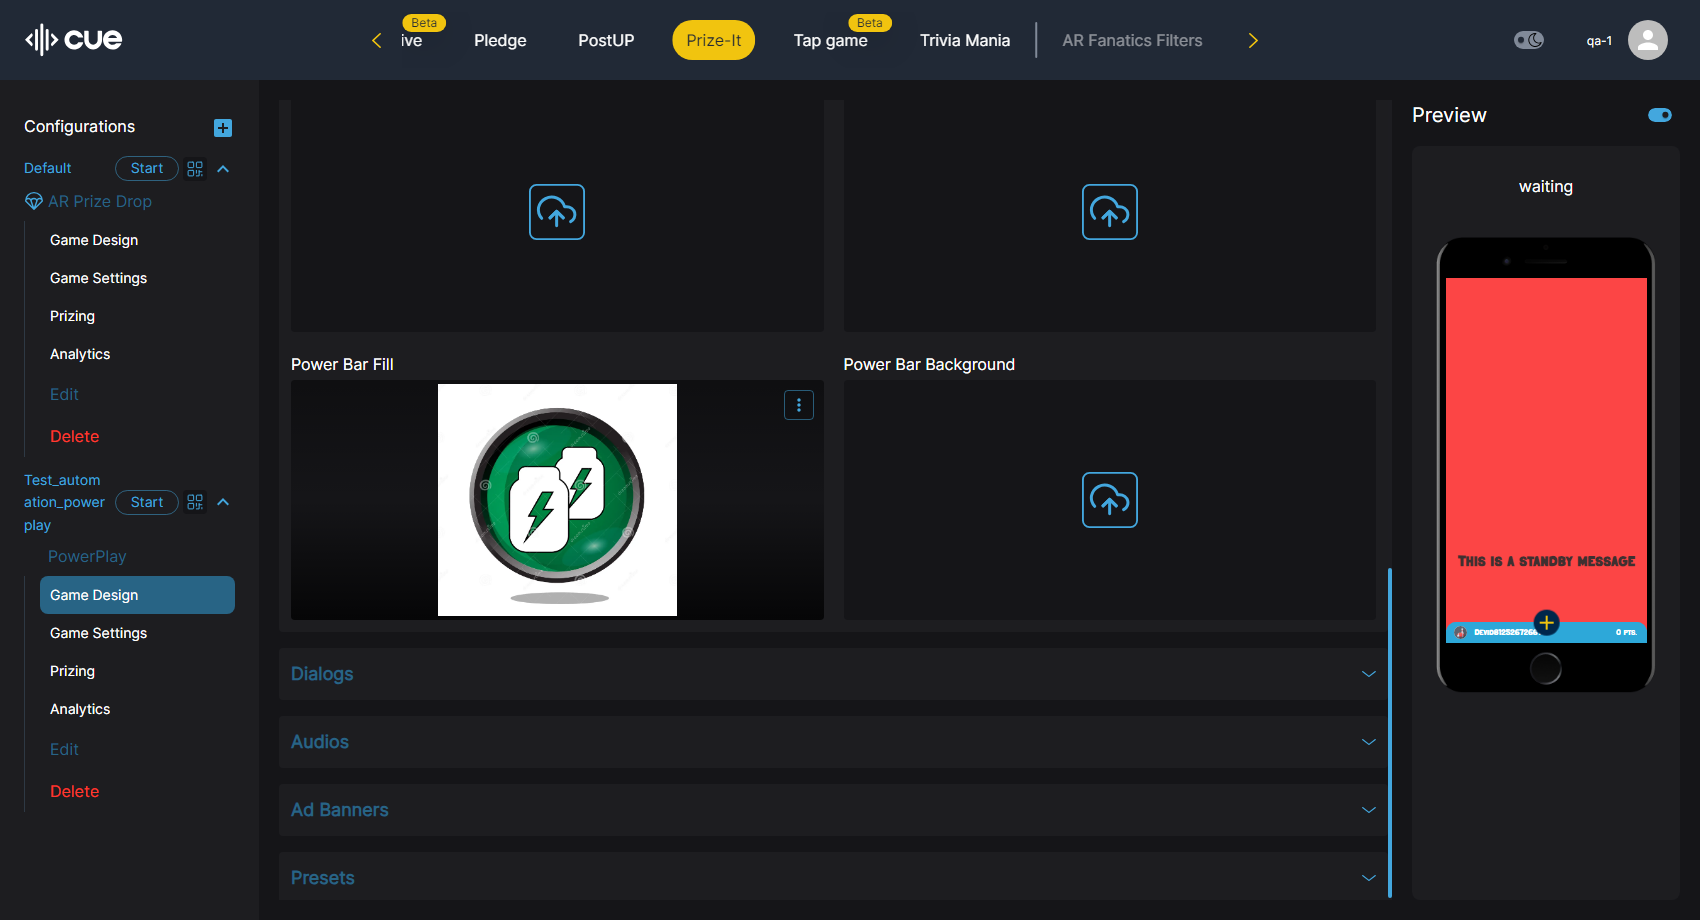 cue
Beta
ive
Pledge
PostUP
Prize-It
Beta
Tap game
Trivia Mania
AR Fanatics Filters
qa-1
Configurations
Default
Start
AR Prize Drop
Game Design
Game Settings
Prizing
Analytics
Edit
Delete
Test_autom
ation_power
play
Start
PowerPlay
Game Design
Game Settings
Prizing
Analytics
Edit
Delete
Power Bar Fill
Power Bar Background
Dialogs
Audios
Ad Banners
Presets
Preview
waiting
This is a standby message
0 pts.